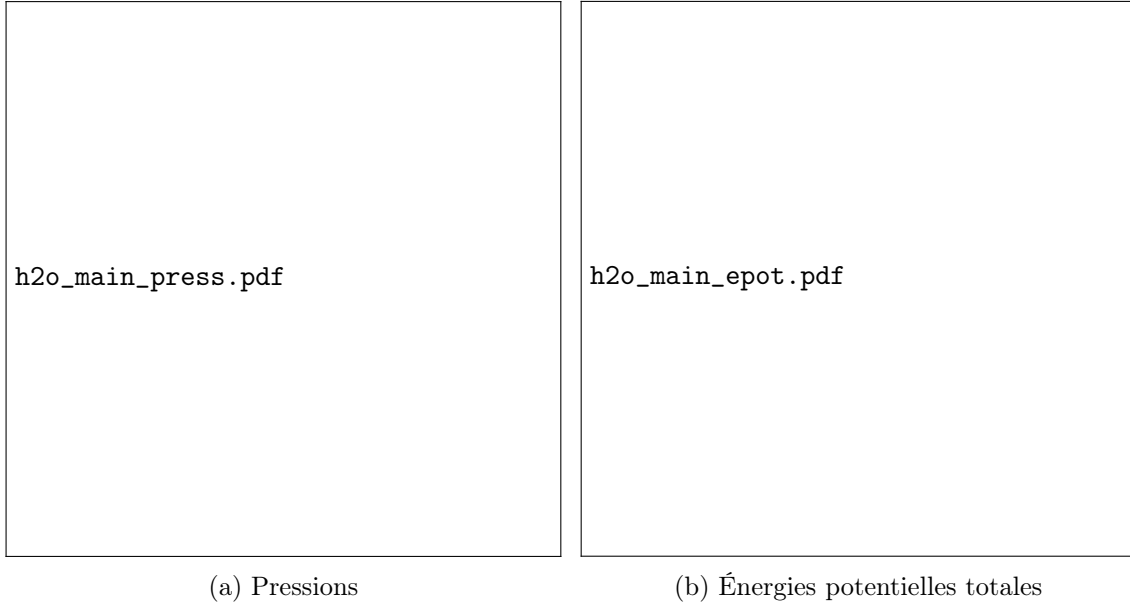 h2o_main_press.pdf
h2o_main_epot.pdf
(a) Pressions
(b) Énergies potentielles totales